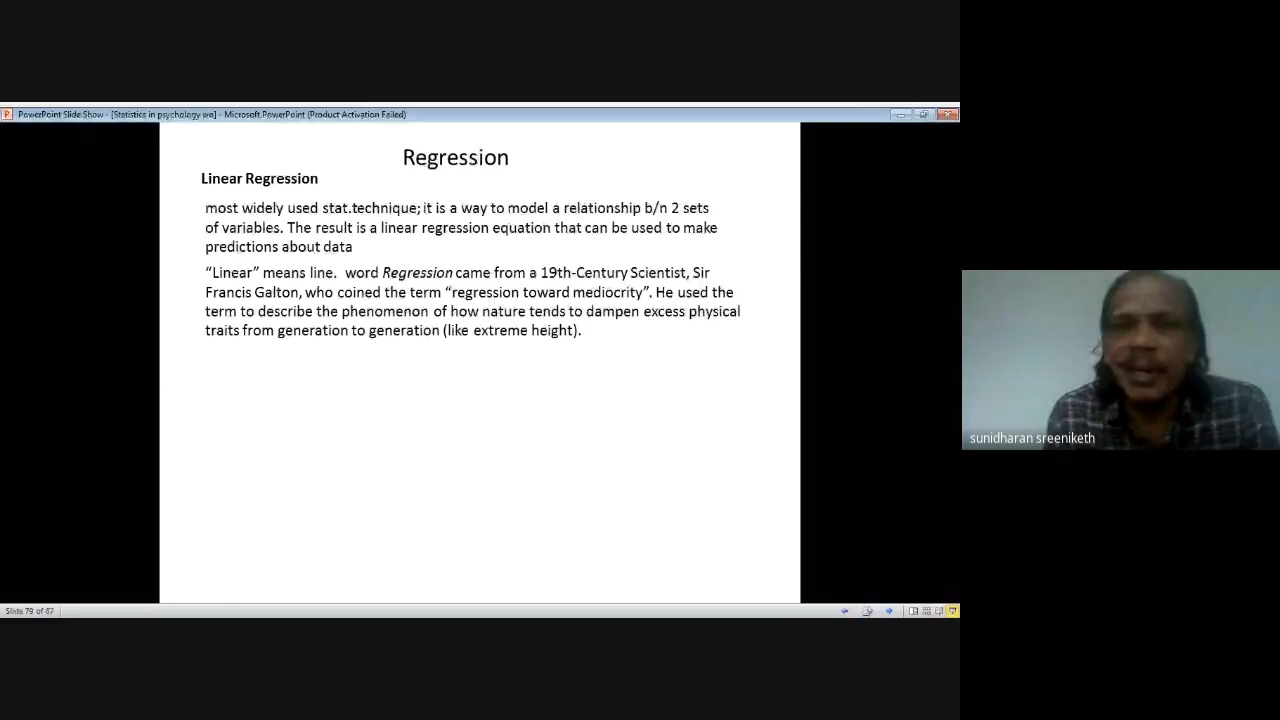 PowerPoint Slide Show - [Statistics in psychology wo] - Microsoft PowerPoint (Product Activation Failed)
Regression
Linear Regression
most widely used stat.technique; it is a way to model a relationship b/n 2 sets
of variables. The result is a linear regression equation that can be used to make
predictions about data
“Linear” means line. word Regression came from a 19th-Century Scientist, Sir
Francis Galton, who coined the term “regression toward mediocrity”. He used the
term to describe the phenomenon of how nature tends to dampen excess physical
traits from generation to generation (like extreme height).
sunidharan sreeniketh
Slide 79 of 87